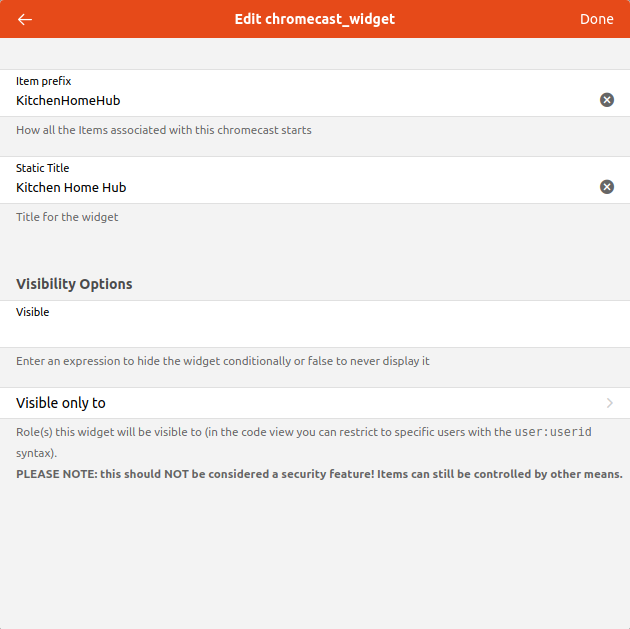 Edit chromecast_widget
Done
Item prefix
KitchenHomeHub
How all the Items associated with this chromecast starts
Static Title
Kitchen Home Hub
Title for the widget
Visibility Options
Visible
Enter an expression to hide the widget conditionally or false to never display it
Visible only to
Role(s) this widget will be visible to (in the code view you can restrict to specific users with the user:userid
syntax).
PLEASE NOTE: this should NOT be considered a security feature! Items can still be controlled by other means.